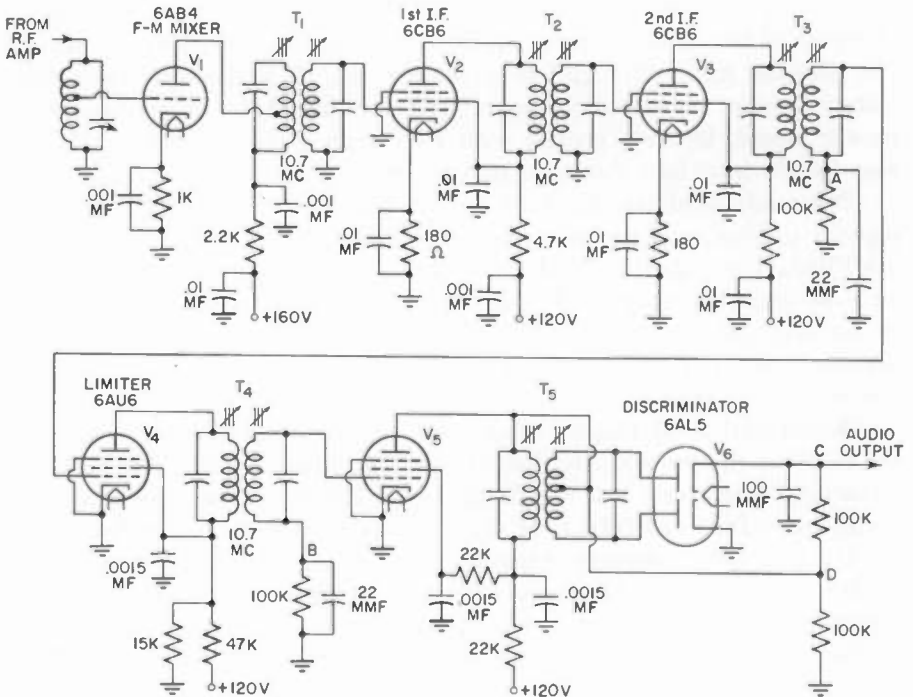 FROM
R.F.
AMP
6AB4
F-M MIXER
V1
T1
1st I.F.
6CB6
V2
T2
2nd I.F.
6CB6
V3
T3
.001
MF
1K
2.2K
.01
MF
+160V
10.7
MC
.001
MF
.01
MF
180
Ω
.01
MF
4.7K
.001
MF
+120V
10.7
MC
.01
MF
180
.01
MF
.01
MF
+120V
10.7
MC
A
100K
22
MMF
LIMITER
6AU6
V4
T4
V5
T5
DISCRIMINATOR
6AL5
V6
C
AUDIO
OUTPUT
10.7
MC
.0015
MF
15K
47K
+120V
B
100K
22
MMF
22K
.0015
MF
.0015
MF
22K
+120V
100
MMF
100K
D
100K